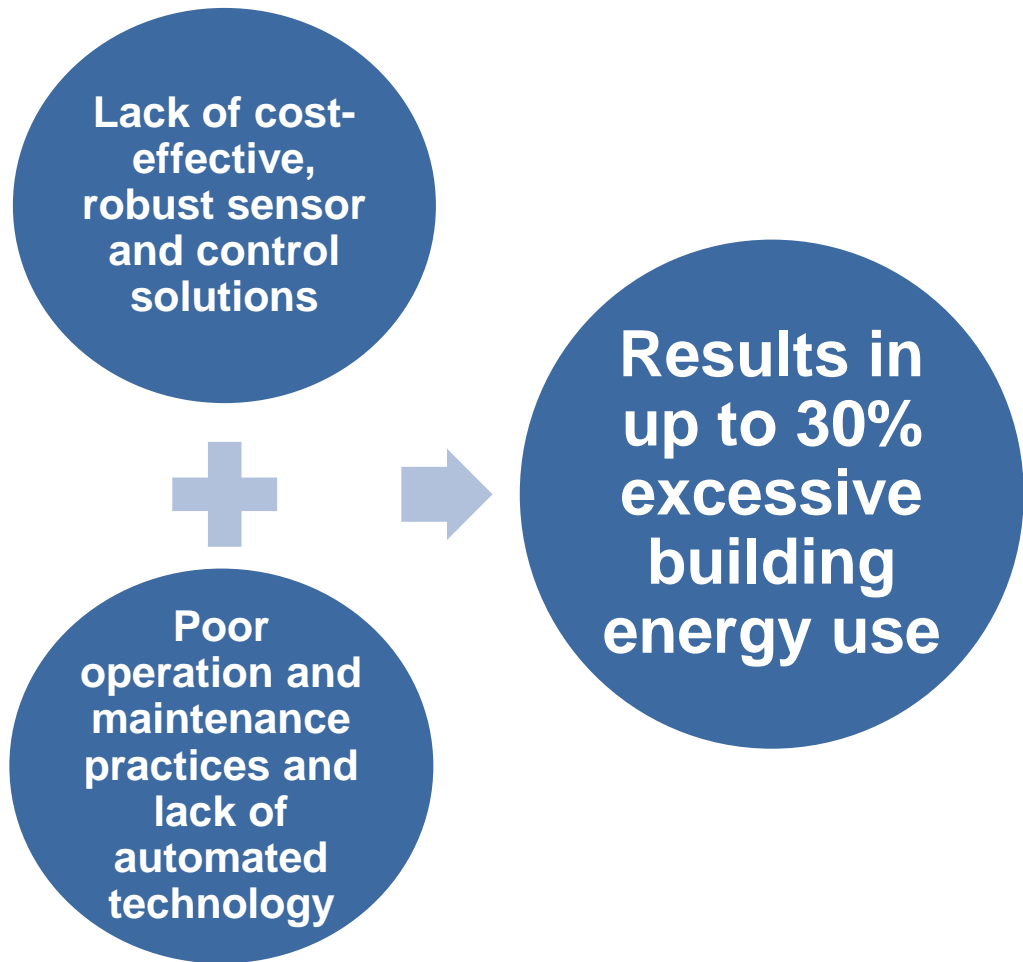 Lack of cost-
effective,
robust sensor
and control
solutions
Poor
operation and
maintenance
practices and
lack of
automated
technology
Results in
up to 30%
excessive
building
energy use